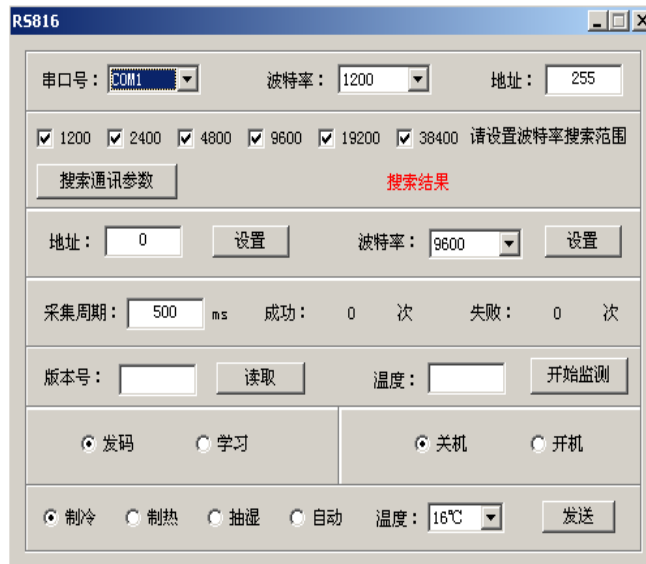 RS816
串口号： COM1 波特率： 1200 地址： 255
1200 2400 4800 9600 19200 38400 请设置波特率搜索范围
搜索通讯参数 搜索结果
地址： 0 设置 波特率： 9600 设置
采集周期： 500 ms 成功： 0 次 失败： 0 次
版本号： 读取 温度： 开始监测
发码 学习 关机 开机
制冷 制热 抽湿 自动 温度： 16℃ 发送